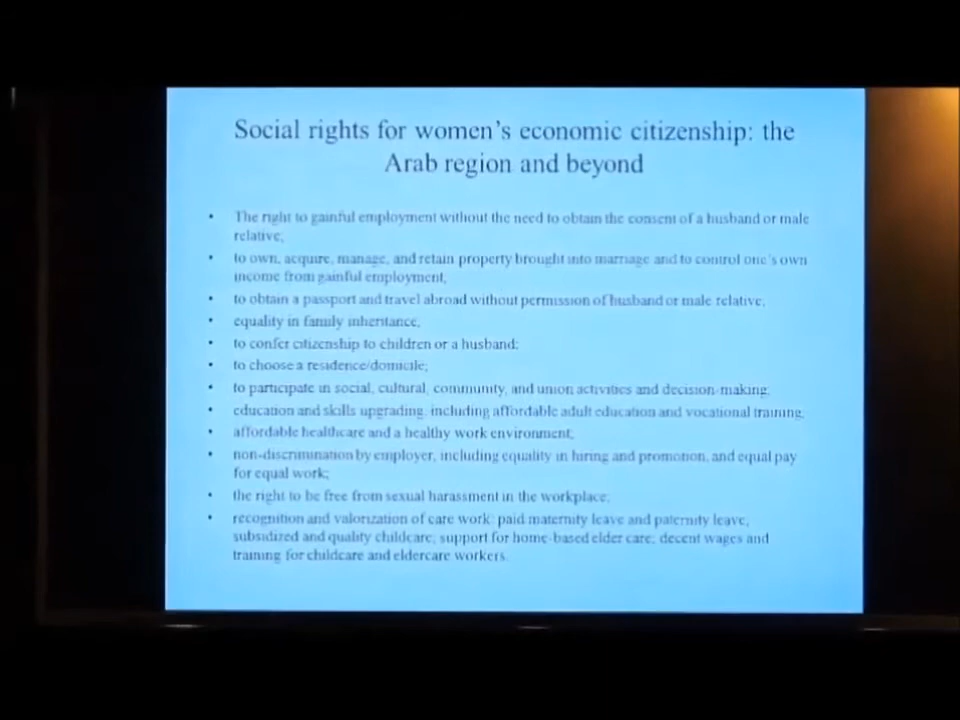 Social rights for women's economic citizenship: the
Arab region and beyond
• The right to gainful employment without the need to obtain the consent of a husband or male
relative;
• to own, acquire, manage, and retain property brought into marriage and to control one's own
income from gainful employment;
• to obtain a passport and travel abroad without permission of husband or male relative;
• equality in family inheritance;
• to confer citizenship to children or a husband;
• to choose a residence/domicile;
• to participate in social, cultural, community, and union activities and decision-making;
• education and skills upgrading, including affordable adult education and vocational training;
• affordable healthcare and a healthy work environment;
• non-discrimination by employer, including equality in hiring and promotion, and equal pay
for equal work;
• the right to be free from sexual harassment in the workplace;
• recognition and valorization of care work: paid maternity leave and paternity leave;
subsidized and quality childcare; support for home-based elder care; decent wages and
training for childcare and eldercare workers.